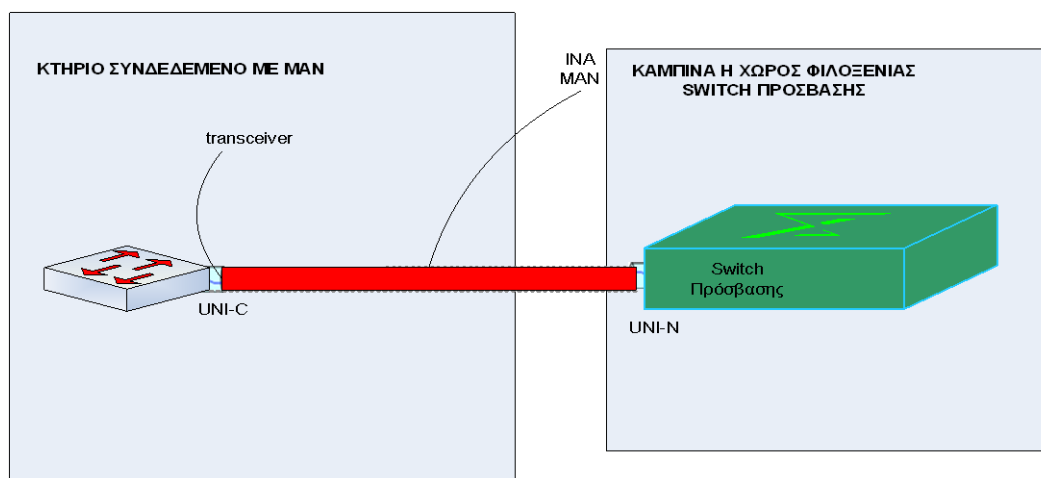 ΚΤΗΡΙΟ ΣΥΝΔΕΔΕΜΕΝΟ ΜΕ ΜΑΝ
ΙΝΑ
ΜΑΝ
ΚΑΜΠΙΝΑ Η ΧΩΡΟΣ ΦΙΛΟΞΕΝΙΑΣ
SWITCH ΠΡΟΣΒΑΣΗΣ
transceiver
Switch
Πρόσβασης
UNI-C
UNI-N